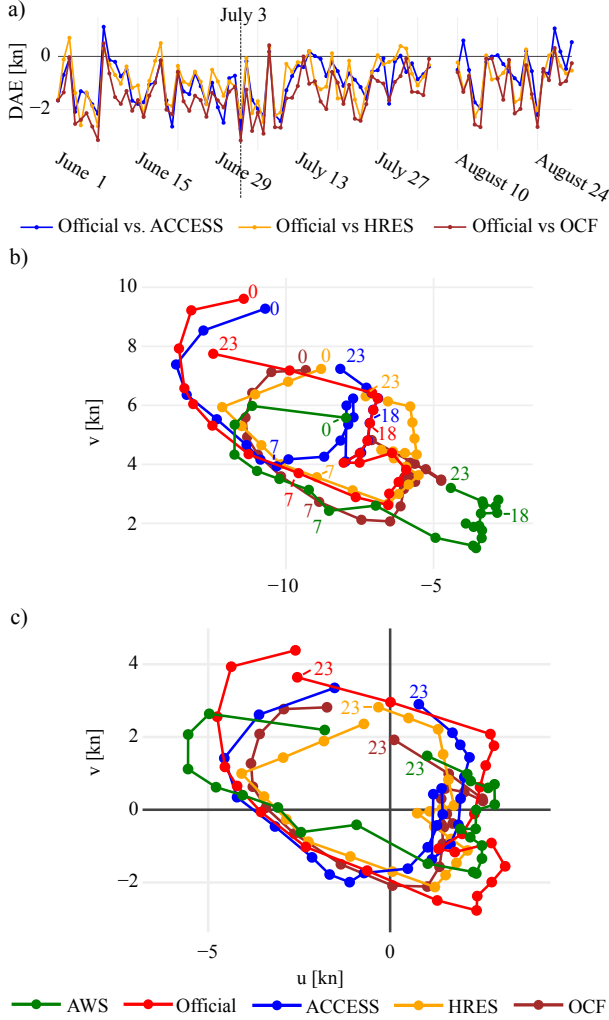 a)
July 3
DAE [kn]
0
−2
June 1
June 15
June 29
July 13
July 27
August 10
August 24
Official vs. ACCESS
Official vs HRES
Official vs OCF
b)
v [kn]
10
8
6
4
2
−10
−5
0
0
23
0
0
23
23
0
18
18
7
7
7
7
7
23
18
c)
v [kn]
4
2
0
−2
−5
0
23
23
23
23
23
u [kn]
AWS
Official
ACCESS
HRES
OCF